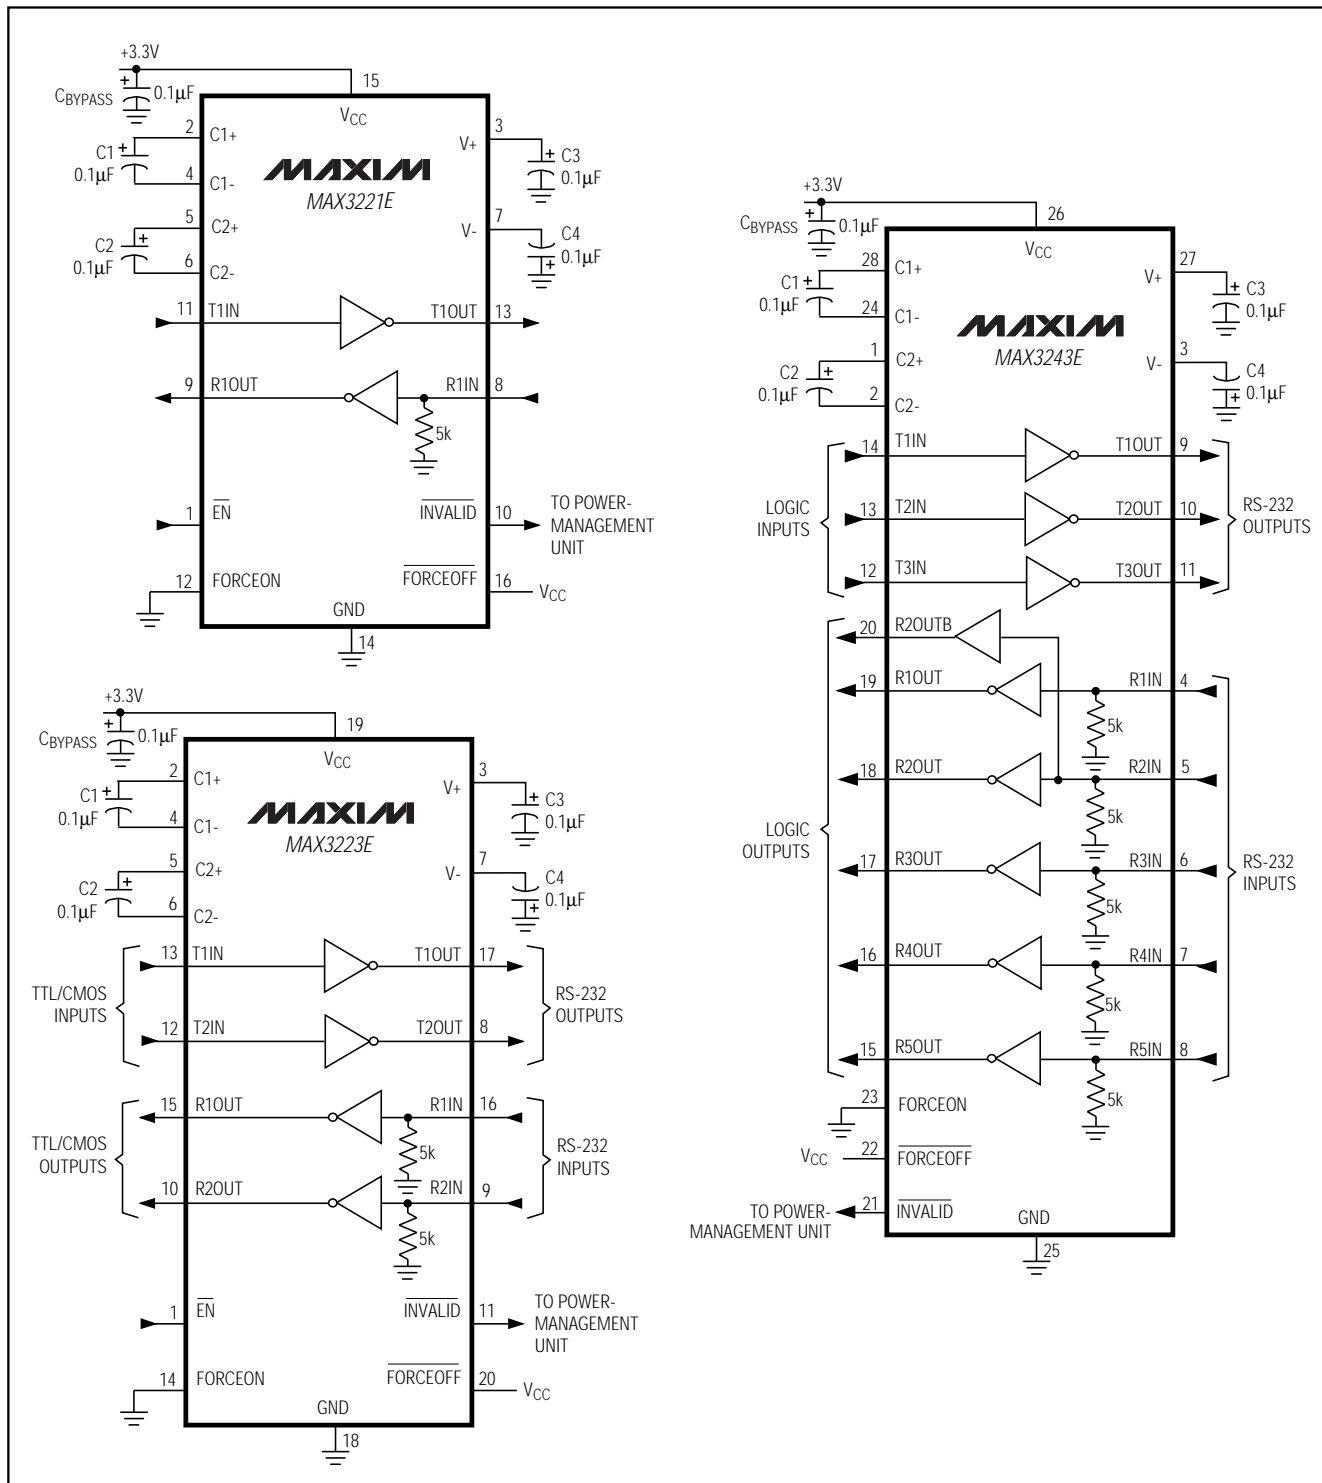 +3.3V
CBYPASS
+
0.1µF
15
VCC
2
C1+
C1
+
0.1µF
4
C1-
5
C2+
C2
+
0.1µF
6
C2-
MAXIM
MAX3221E
3
V+
+
C3
0.1µF
7
V-
C4
0.1µF
+
11
T1IN
T1OUT
13
9
R1OUT
R1IN
8
5k
1
EN
INVALID
10
TO POWER-
MANAGEMENT
UNIT
12
FORCEON
FORCEOFF
16
VCC
GND
14
+3.3V
CBYPASS
+
0.1µF
19
VCC
2
C1+
C1
+
0.1µF
4
C1-
5
C2+
C2
+
0.1µF
6
C2-
MAXIM
MAX3223E
3
V+
+
C3
0.1µF
7
V-
C4
0.1µF
+
TTL/CMOS
INPUTS
13
T1IN
T1OUT
17
12
T2IN
T2OUT
8
RS-232
OUTPUTS
TTL/CMOS
OUTPUTS
15
R1OUT
R1IN
16
5k
10
R2OUT
R2IN
9
5k
RS-232
INPUTS
1
EN
INVALID
11
TO POWER-
MANAGEMENT
UNIT
14
FORCEON
FORCEOFF
20
VCC
GND
18
+3.3V
CBYPASS
+
0.1µF
26
VCC
28
C1+
C1
+
0.1µF
24
C1-
1
C2+
C2
+
0.1µF
2
C2-
MAXIM
MAX3243E
27
V+
+
C3
0.1µF
3
V-
C4
0.1µF
+
LOGIC
INPUTS
14
T1IN
T1OUT
9
13
T2IN
T2OUT
10
12
T3IN
T3OUT
11
RS-232
OUTPUTS
LOGIC
OUTPUTS
20
R2OUTB
19
R1OUT
R1IN
4
5k
18
R2OUT
R2IN
5
5k
17
R3OUT
R3IN
6
5k
16
R4OUT
R4IN
7
5k
15
R5OUT
R5IN
8
5k
RS-232
INPUTS
23
FORCEON
VCC
22
FORCEOFF
TO POWER-
MANAGEMENT UNIT
21
INVALID
GND
25